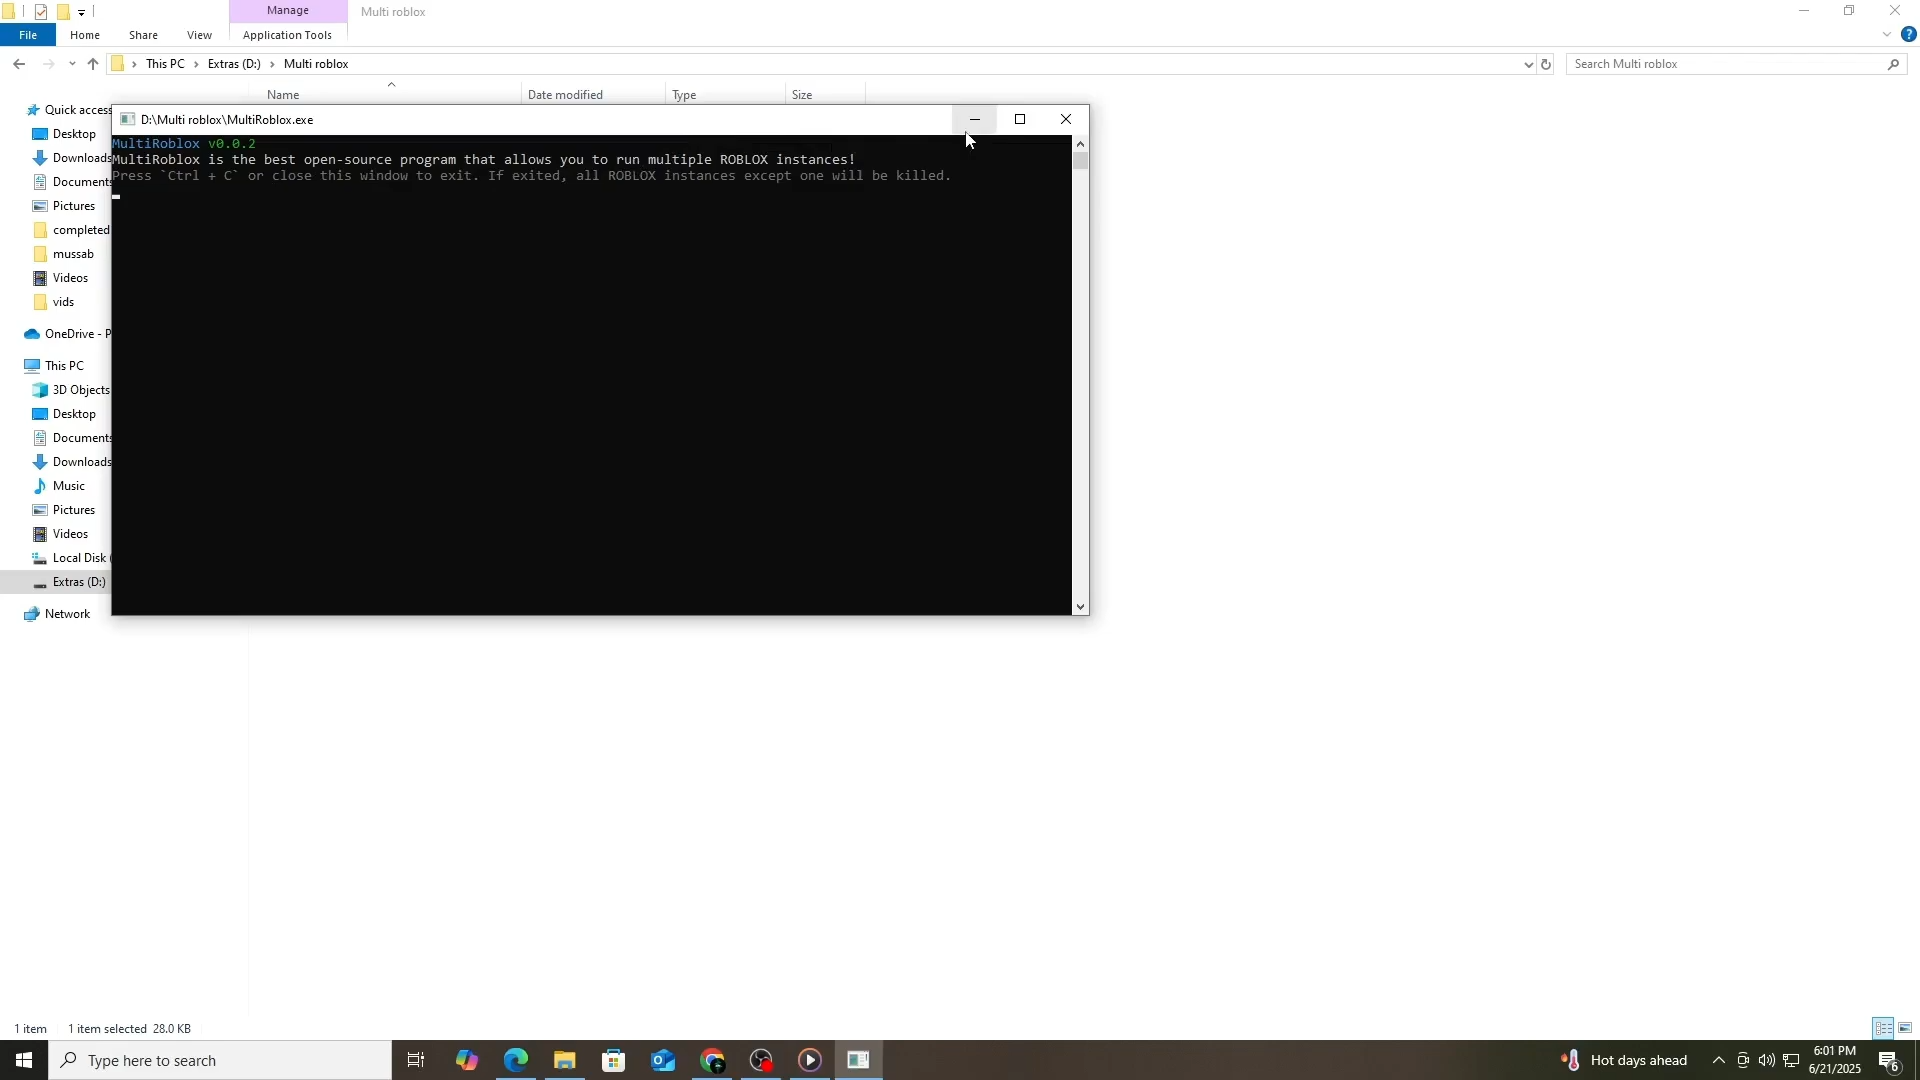 Manage
Multi roblox
File
Home
Share
View
Application Tools
This PC
Extras (D:)
Multi roblox
Search Multi roblox
Name
Date modified
Type
Size
Quick access
Desktop
Downloads
Documents
Pictures
completed
mussab
Videos
vids
OneDrive - P
This PC
3D Objects
Desktop
Documents
Downloads
Music
Pictures
Videos
Local Disk (
Extras (D:)
Network
D:\Multi roblox\MultiRoblox.exe
MultiRoblox v0.0.2
MultiRoblox is the best open-source program that allows you to run multiple ROBLOX instances!
Press `Ctrl + C` or close this window to exit. If exited, all ROBLOX instances except one will be killed.
1 item
1 item selected 28.0 KB
Type here to search
Hot days ahead
6:01 PM
6/21/2025
6